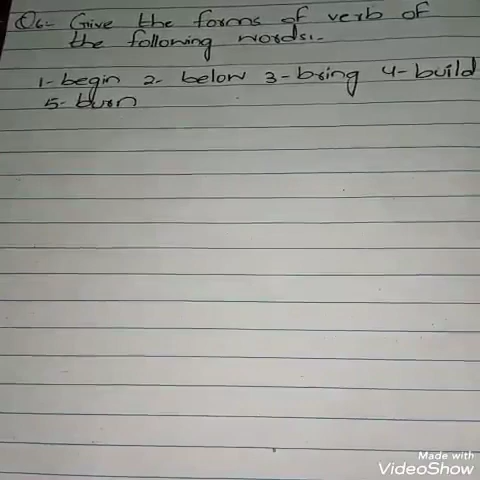 Q6- Give the forms of verb of
the following words:-
1- begin 2- below 3- bring 4- build
5- burn
Made with
VideoShow